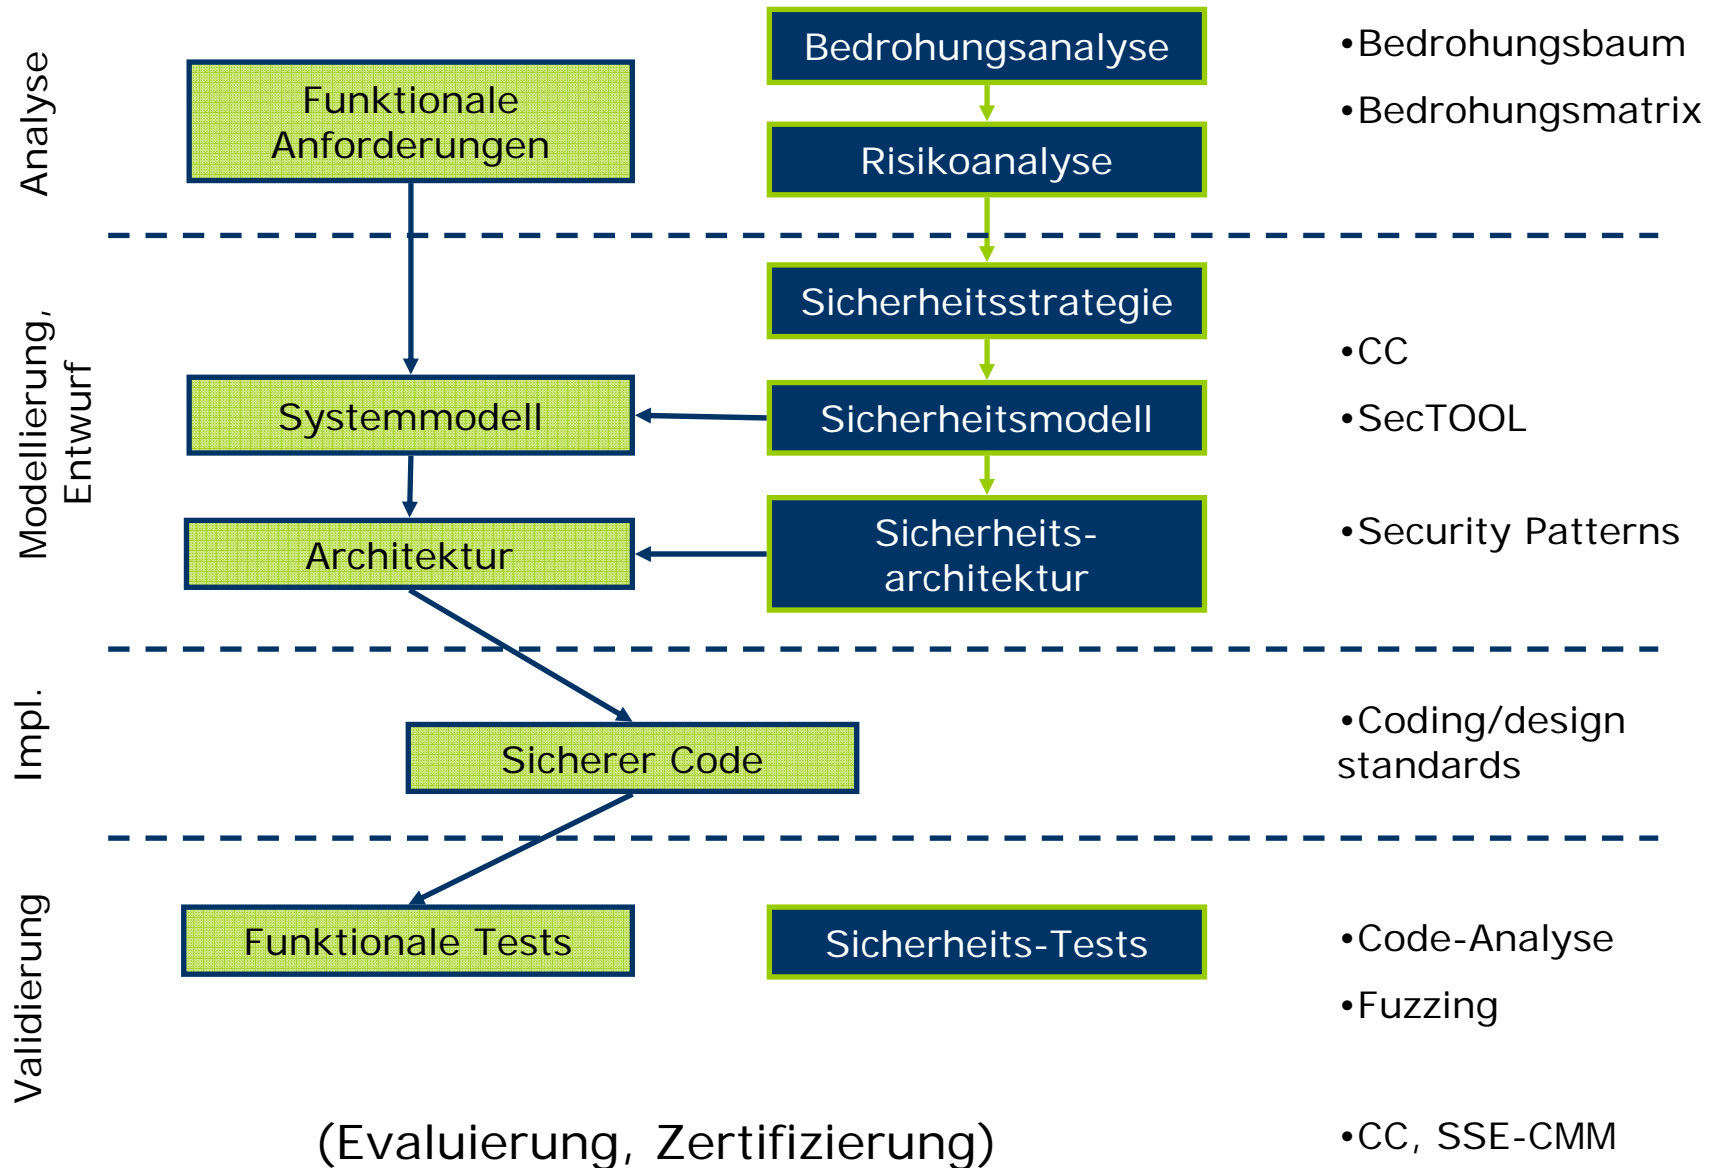 Analyse
Funktionale
Anforderungen
Bedrohungsanalyse
Risikoanalyse
•Bedrohungsbaum
•Bedrohungsmatrix
Modellierung,
Entwurf
Sicherheitsstrategie
Systemmodell
Sicherheitsmodell
Architektur
Sicherheits-
architektur
•CC
•SecTOOL
•Security Patterns
Impl.
Sicherer Code
•Coding/design
standards
Validierung
Funktionale Tests
Sicherheits-Tests
•Code-Analyse
•Fuzzing
(Evaluierung, Zertifizierung)
•CC, SSE-CMM